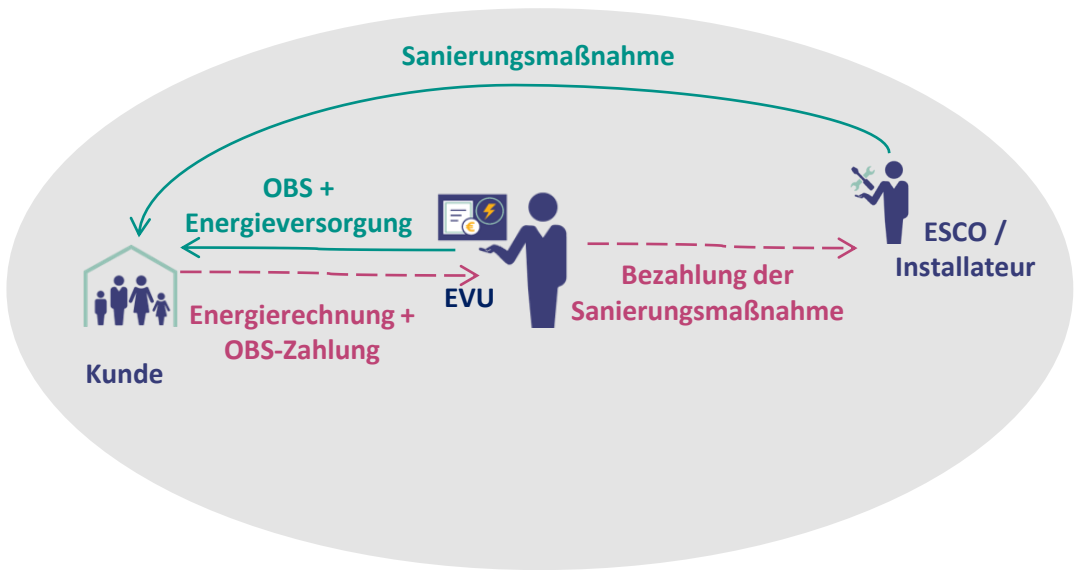 Sanierungsmaßnahme
OBS +
Energieversorgung
€
ESCO /
Installateur
EVU
Bezahlung der
Sanierungsmaßnahme
Energierechnung +
OBS-Zahlung
Kunde